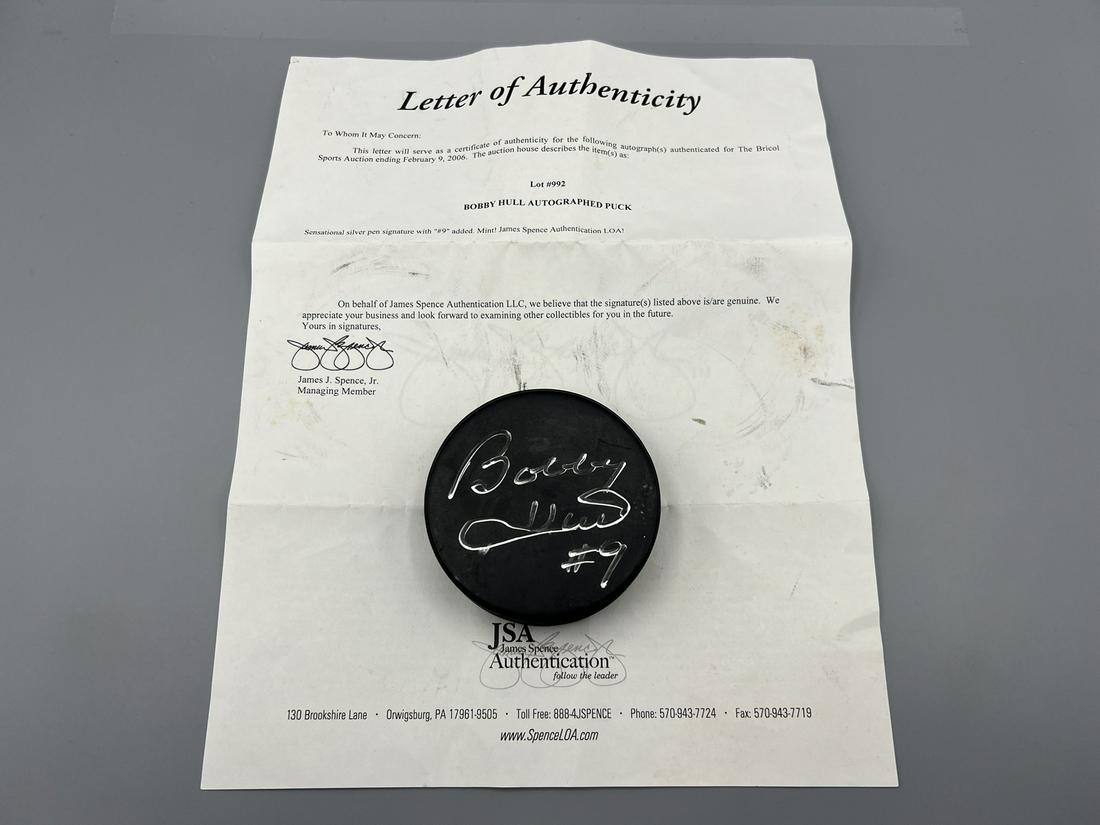 Letter of Authenticity
To Whom It May Concern:
This letter will serve as a certificate of authenticity for the following autograph(s) authenticated for The Bricol
Sports Auction ending February 9, 2006. The auction house describes the item(s) as:
Lot #992
BOBBY HULL AUTOGRAPHED PUCK
Sensational silver pen signature with "#9" added. Mint! James Spence Authentication LOA!
On behalf of James Spence Authentication LLC, we believe that the signature(s) listed above is/are genuine. We
appreciate your business and look forward to examining other collectibles for you in the future.
Yours in signatures,
James J. Spence, Jr.
Managing Member
Bobby
Hull
#9
JSA
James Spence
Authentication™
follow the leader
130 Brookshire Lane · Orwigsburg, PA 17961-9505 · Toll Free: 888-4JSPENCE · Phone: 570-943-7724 · Fax: 570-943-7719
www.SpenceLOA.com